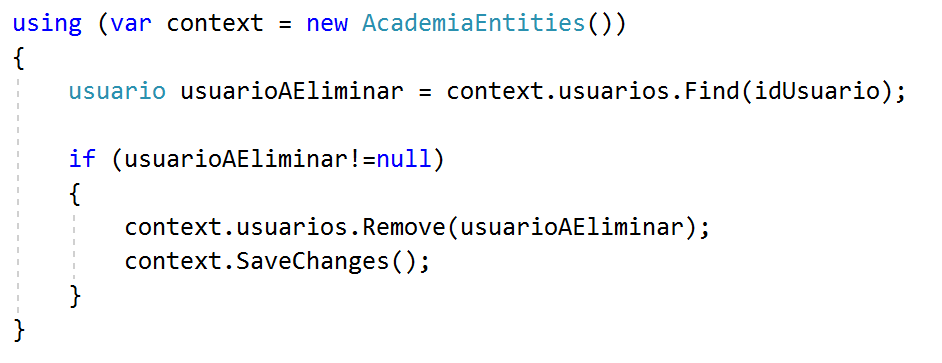 using (var context = new AcademiaEntities())
{
    usuario usuarioAEliminar = context.usuarios.Find(idUsuario);

    if (usuarioAEliminar!=null)
    {
        context.usuarios.Remove(usuarioAEliminar);
        context.SaveChanges();
    }
}